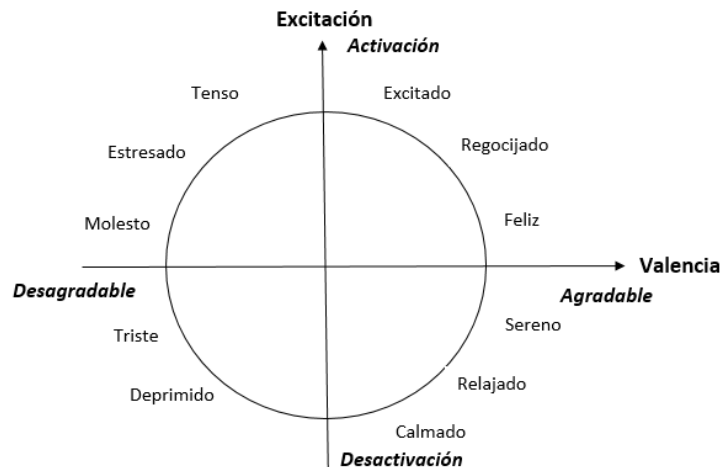 Excitación
Activación
Tenso
Excitado
Estresado
Regocijado
Molesto
Feliz
Valencia
Desagradable
Agradable
Sereno
Triste
Relajado
Deprimido
Calmado
Desactivación